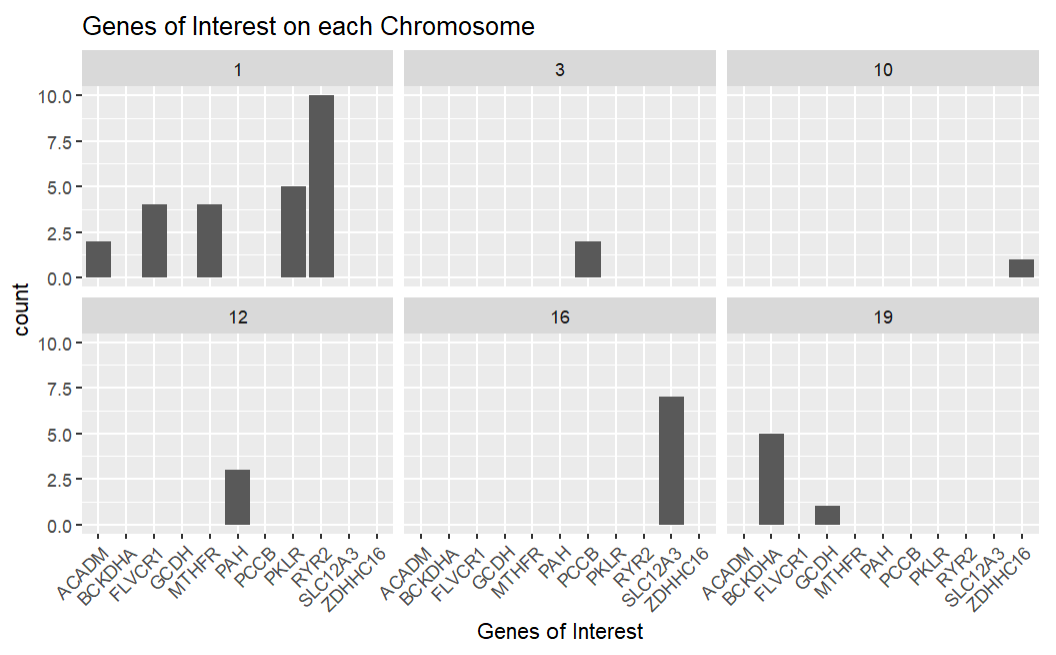 Genes of Interest on each Chromosome
1 3 10
10.0
7.5
5.0
2.5
0.0
count
12 16 19
10.0
7.5
5.0
2.5
0.0
ACADM BCKDHA FLVCR1 GCDH MTHFR PAH PCCB PKLR RYR2 SLC12A3 ZDHHC16
ACADM BCKDHA FLVCR1 GCDH MTHFR PAH PCCB PKLR RYR2 SLC12A3 ZDHHC16
ACADM BCKDHA FLVCR1 GCDH MTHFR PAH PCCB PKLR RYR2 SLC12A3 ZDHHC16
Genes of Interest